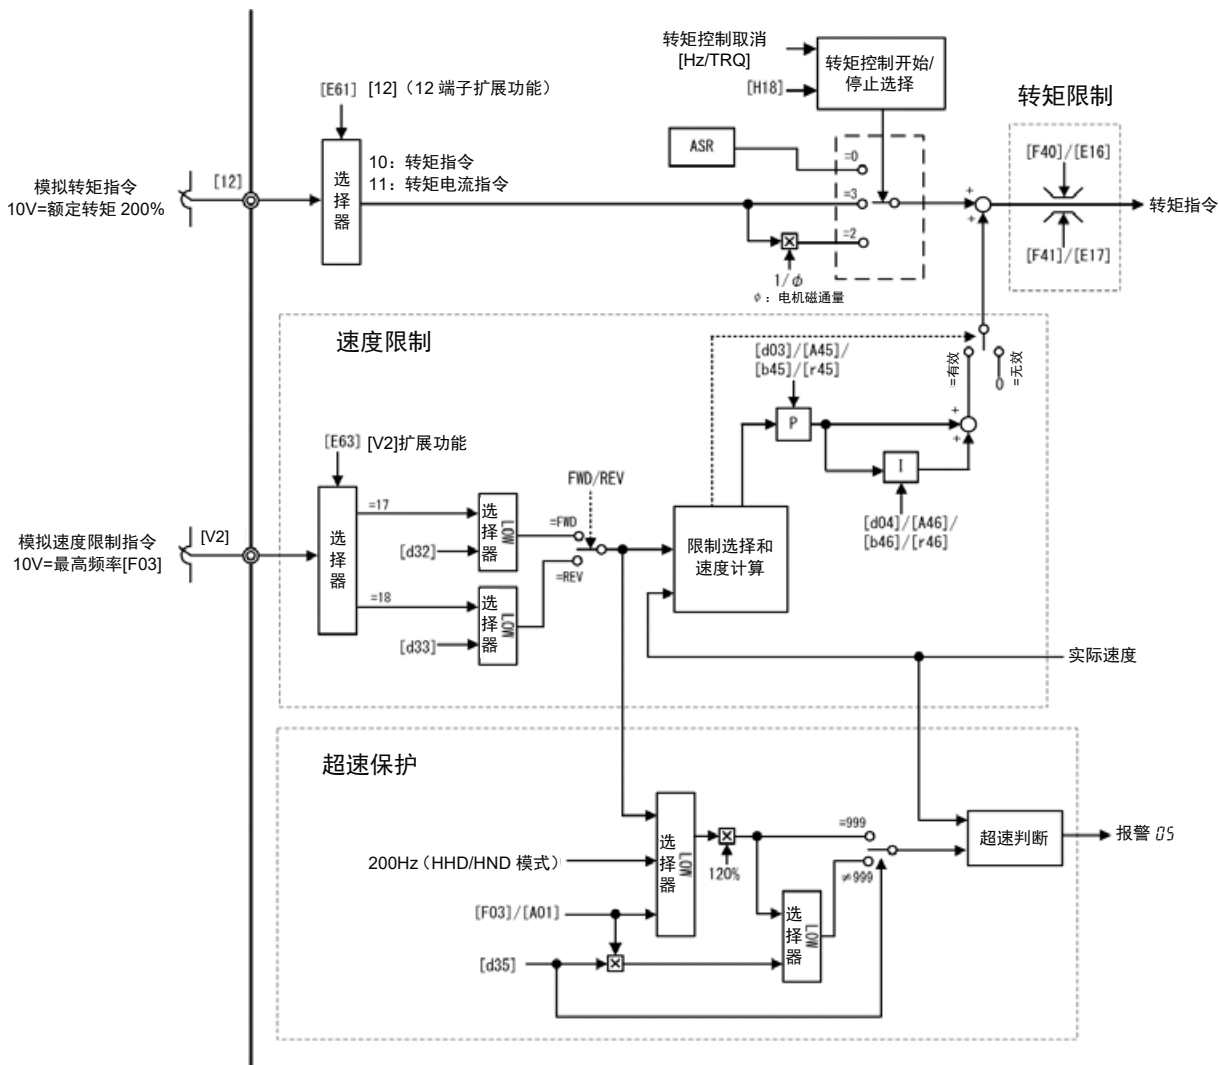 转矩控制取消
[Hz/TRQ]
[H18]
转矩控制开始/
停止选择
转矩限制
[E61]
[12]（12 端子扩展功能）
ASR
[F40]/[E16]
模拟转矩指令
10V=额定转矩 200%
[12]
选择器
10：转矩指令
11：转矩电流指令
=0
=3
=2
+
+
转矩指令
[F41]/[E17]
1/φ
φ：电机磁通量
速度限制
[d03]/[A45]/
[b45]/[r45]
=有效
0
=无效
P
+
+
I
[E63]
[V2]扩展功能
FWD/REV
[d04]/[A46]/
[b46]/[r46]
模拟速度限制指令
10V=最高频率[F03]
[V2]
选择器
=17
选择器
LOW
[d32]
=FWD
=REV
限制选择和
速度计算
=18
选择器
LOW
[d33]
实际速度
超速保护
200Hz（HHD/HND 模式）
选择器
LOW
120%
=999
≠999
超速判断
报警 OS
[F03]/[A01]
选择器
LOW
[d35]